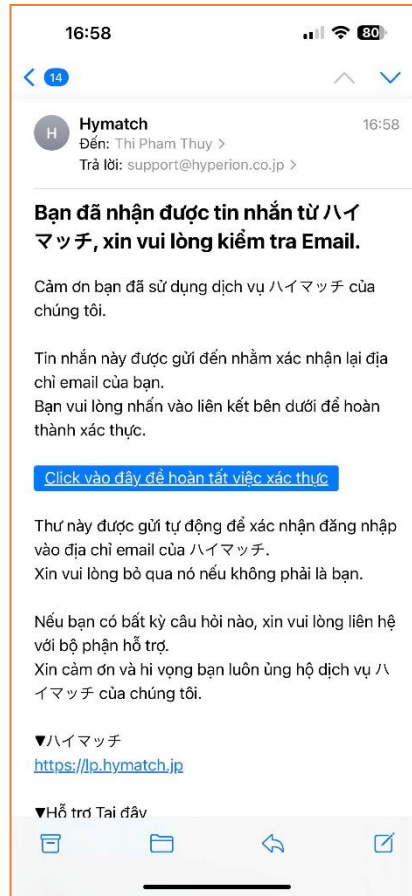 16:58
80
14
H
Hymatch
16:58
Đến: Thi Pham Thuy >
Trả lời: support@hyperion.co.jp >
Bạn đã nhận được tin nhắn từ ハイ
マッチ, xin vui lòng kiểm tra Email.
Cảm ơn bạn đã sử dụng dịch vụ ハイマッチ của
chúng tôi.
Tin nhắn này được gửi đến nhằm xác nhận lại địa
chỉ email của bạn.
Bạn vui lòng nhấn vào liên kết bên dưới để hoàn
thành xác thực.
Click vào đây để hoàn tất việc xác thực
Thư này được gửi tự động để xác nhận đăng nhập
vào địa chỉ email của ハイマッチ.
Xin vui lòng bỏ qua nó nếu không phải là bạn.
Nếu bạn có bất kỳ câu hỏi nào, xin vui lòng liên hệ
với bộ phận hỗ trợ.
Xin cảm ơn và hi vọng bạn luôn ủng hộ dịch vụ ハ
イマッチ của chúng tôi.
▼ハイマッチ
https://lp.hymatch.jp
▼Hỗ trợ Tại đây